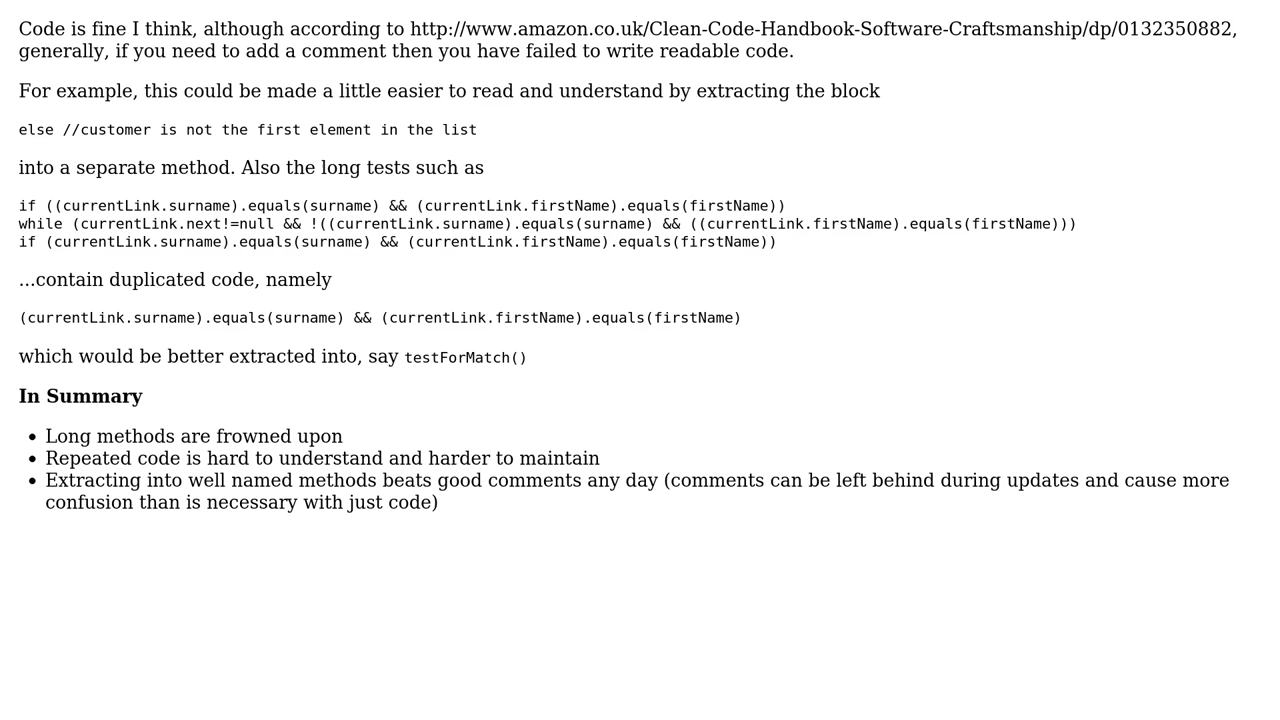 Code is fine I think, although according to http://www.amazon.co.uk/Clean-Code-Handbook-Software-Craftsmanship/dp/0132350882,
generally, if you need to add a comment then you have failed to write readable code.
For example, this could be made a little easier to read and understand by extracting the block
else //customer is not the first element in the list
into a separate method. Also the long tests such as
if ((currentLink.surname).equals(surname) && (currentLink.firstName).equals(firstName))
while (currentLink.next!=null && !((currentLink.surname).equals(surname) && ((currentLink.firstName).equals(firstName)))
if (currentLink.surname).equals(surname) && (currentLink.firstName).equals(firstName))
...contain duplicated code, namely
(currentLink.surname).equals(surname) && (currentLink.firstName).equals(firstName)
which would be better extracted into, say testForMatch()
In Summary
• Long methods are frowned upon
• Repeated code is hard to understand and harder to maintain
• Extracting into well named methods beats good comments any day (comments can be left behind during updates and cause more
confusion than is necessary with just code)